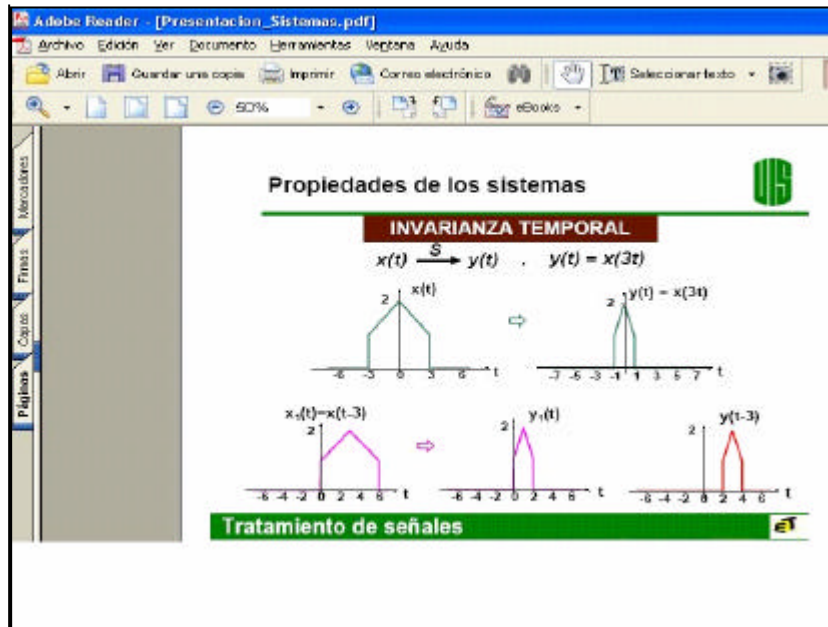 Adobe Reader - [Presentacion_Sistemas.pdf]
Archivo Edición Ver Documento Herramientas Ventana Ayuda
Abrir Guardar una copia Imprimir Correo electrónico Seleccionar texto
50% eBooks
Marcadores
Firmas
Capas
Páginas
Propiedades de los sistemas
UIS
INVARIANZA TEMPORAL
x(t) S y(t) . y(t) = x(3t)
2 x(t)
-6 -3 0 3 6 t
2 y(t) = x(3t)
-7 -5 -3 -1 1 3 5 7 t
x₁(t)=x(t-3)
2
-6 -4 -2 0 2 4 6 t
y₁(t)
2
-6 -4 -2 0 2 4 6 t
y(t-3)
2
-6 -4 -2 0 2 4 6 t
Tratamiento de señales
ET